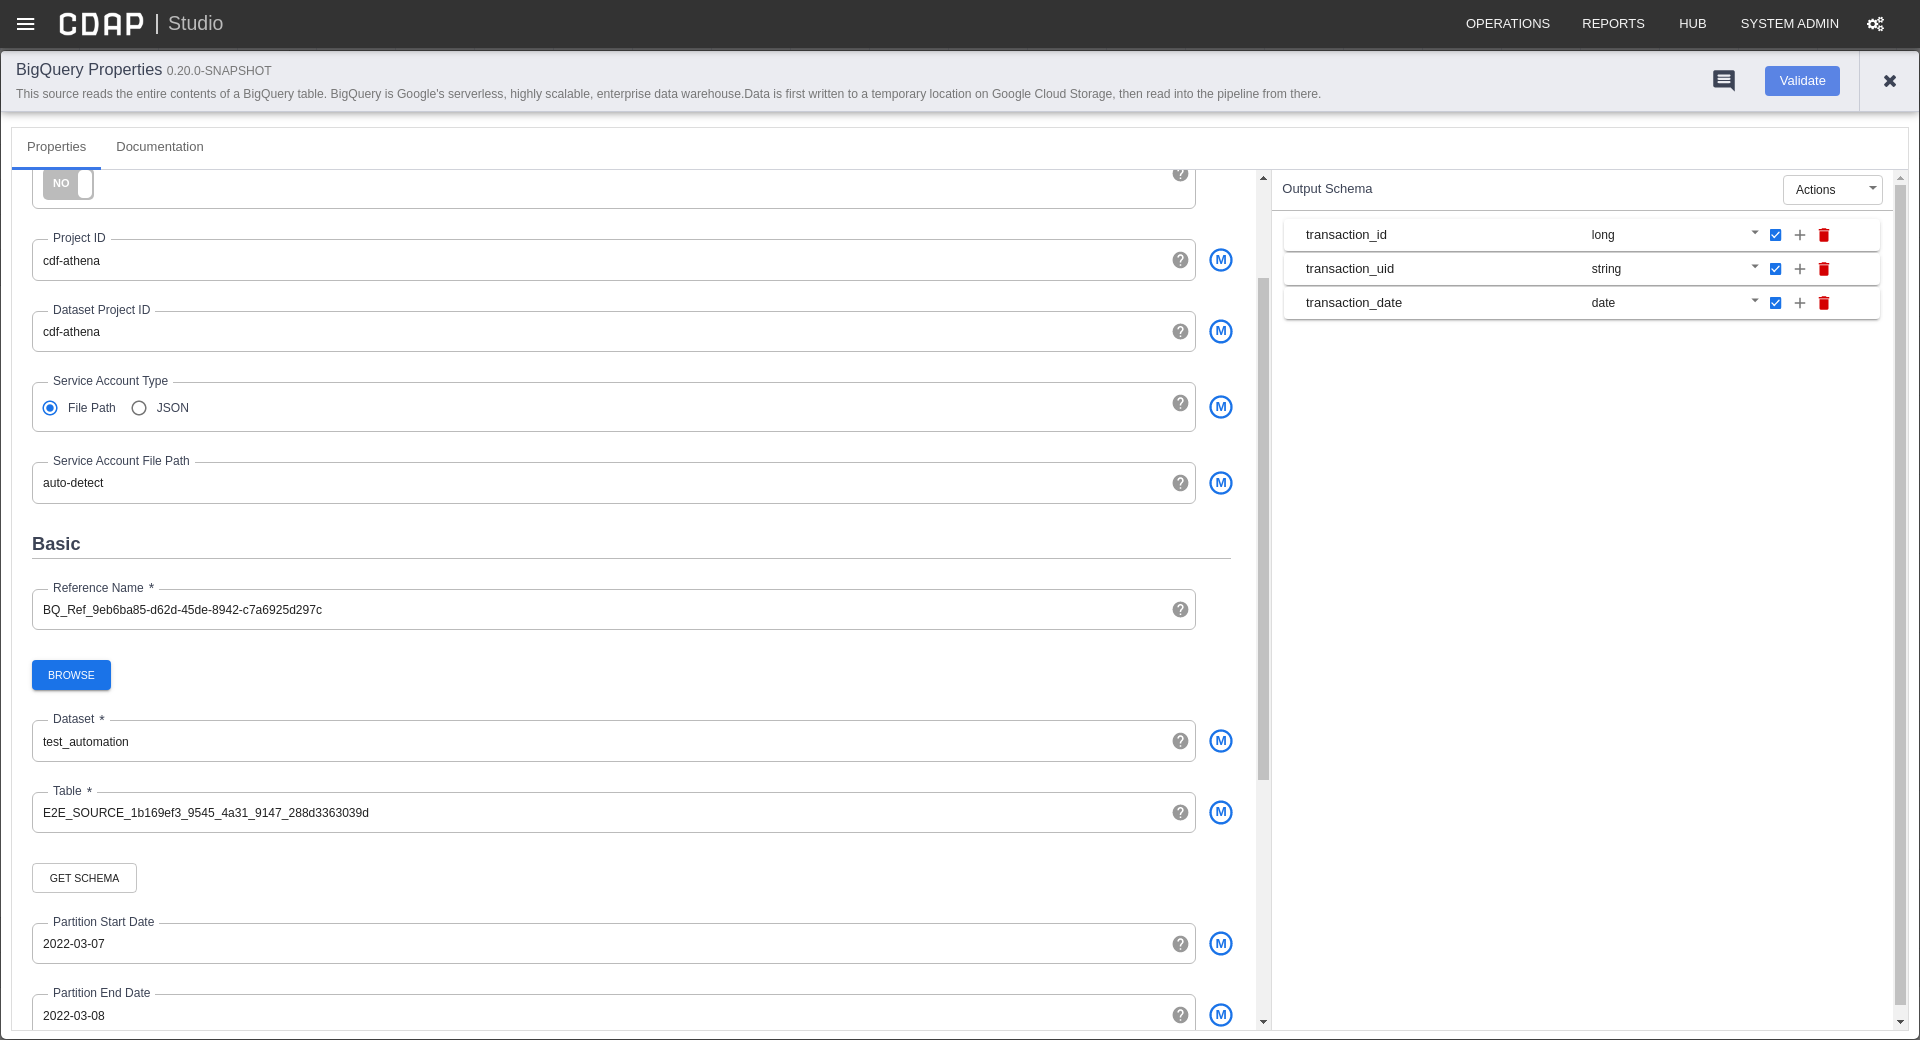 CDAP | Studio
OPERATIONS REPORTS HUB SYSTEM ADMIN
BigQuery Properties 0.20.0-SNAPSHOT
This source reads the entire contents of a BigQuery table. BigQuery is Google's serverless, highly scalable, enterprise data warehouse.Data is first written to a temporary location on Google Cloud Storage, then read into the pipeline from there.
Validate
Properties Documentation
NO
Project ID
cdf-athena
M
Dataset Project ID
cdf-athena
M
Service Account Type
File Path JSON
M
Service Account File Path
auto-detect
M
Basic
Reference Name *
BQ_Ref_9eb6ba85-d62d-45de-8942-c7a6925d297c
BROWSE
Dataset *
test_automation
M
Table *
E2E_SOURCE_1b169ef3_9545_4a31_9147_288d3363039d
M
GET SCHEMA
Partition Start Date
2022-03-07
M
Partition End Date
2022-03-08
M
Output Schema
Actions
transaction_id long
transaction_uid string
transaction_date date